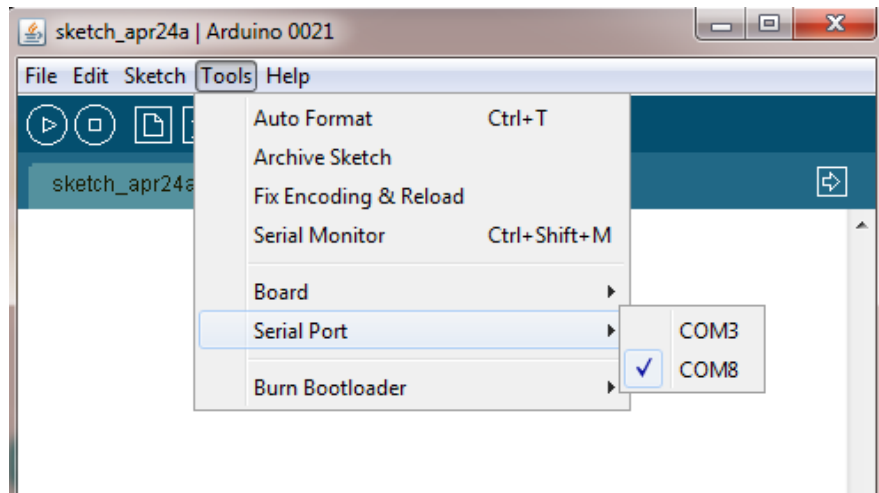 sketch_apr24a | Arduino 0021
File Edit Sketch Tools Help
Auto Format Ctrl+T
Archive Sketch
sketch_apr24a
Fix Encoding & Reload
Serial Monitor Ctrl+Shift+M
Board
Serial Port
COM3
COM8
Burn Bootloader